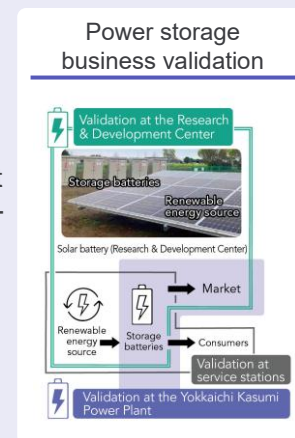 Power storage
business validation
Validation at the Research
& Development Center
Storage batteries
Renewable
energy source
Solar battery (Research & Development Center)
Market
Renewable
energy
source
Storage
batteries
Consumers
Validation at
service stations
Validation at the Yokkaichi Kasumi
Power Plant